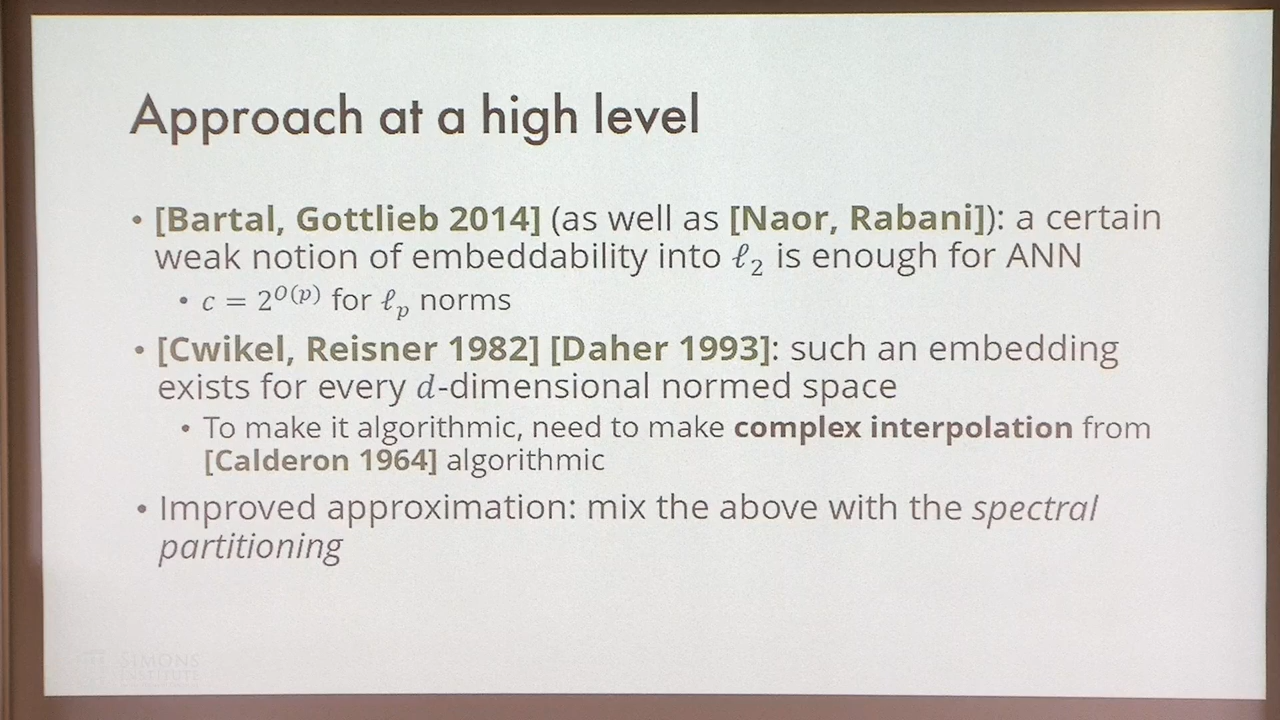 Approach at a high level
• [Bartal, Gottlieb 2014] (as well as [Naor, Rabani]): a certain
weak notion of embeddability into ℓ₂ is enough for ANN
• c = 2^{O(p)} for ℓₚ norms
• [Cwikel, Reisner 1982] [Daher 1993]: such an embedding
exists for every d-dimensional normed space
• To make it algorithmic, need to make complex interpolation from
[Calderon 1964] algorithmic
• Improved approximation: mix the above with the spectral
partitioning
SIMONS
INSTITUTE